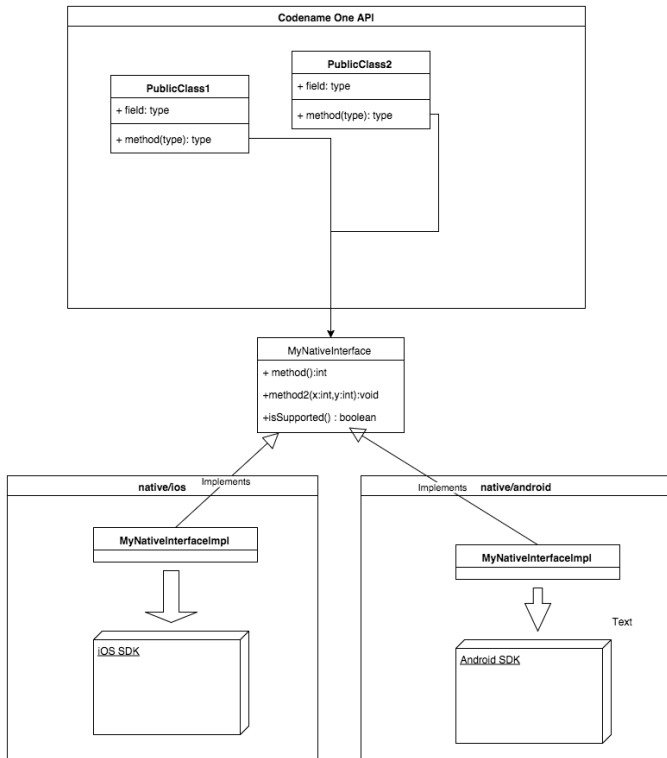 Codename One API
PublicClass1
+ field: type
+ method(type): type
PublicClass2
+ field: type
+ method(type): type
MyNativeInterface
+ method():int
+method2(x:int,y:int):void
+isSupported() : boolean
native/ios
Implements
MyNativeInterfaceImpl
iOS SDK
native/android
Implements
MyNativeInterfaceImpl
Text
Android SDK